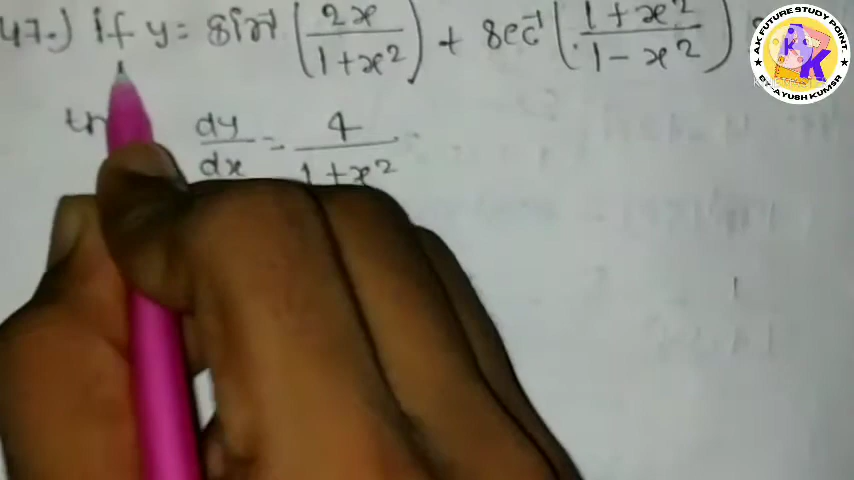 47.) If y = sin⁻¹ (2x / 1+x²) + sec⁻¹ (1+x² / 1-x²)
dy/dx = 4 / 1+x²
AK FUTURE STUDY POINT
K K
BY-AYUSH KUMAR